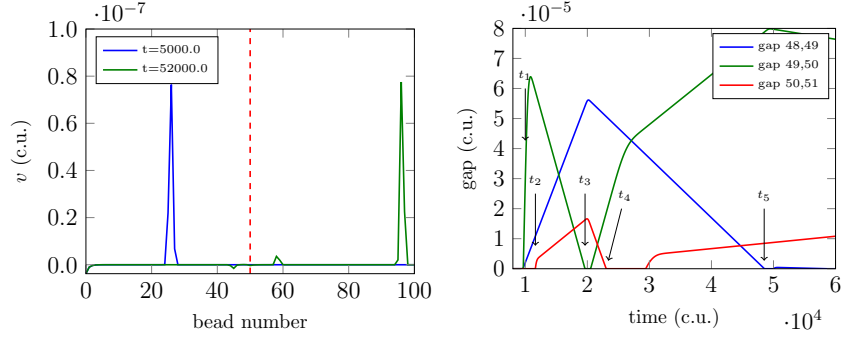 ·10⁻⁷
1.0
0.8
0.6
0.4
0.2
0.0
0
20
40
60
80
100
v (c.u.)
bead number
t=5000.0
t=52000.0
·10⁻⁵
8
7
6
5
4
3
2
1
0
1
2
3
4
5
6
·10⁴
gap (c.u.)
time (c.u.)
gap 48,49
gap 49,50
gap 50,51
t₁
t₂
t₃
t₄
t₅